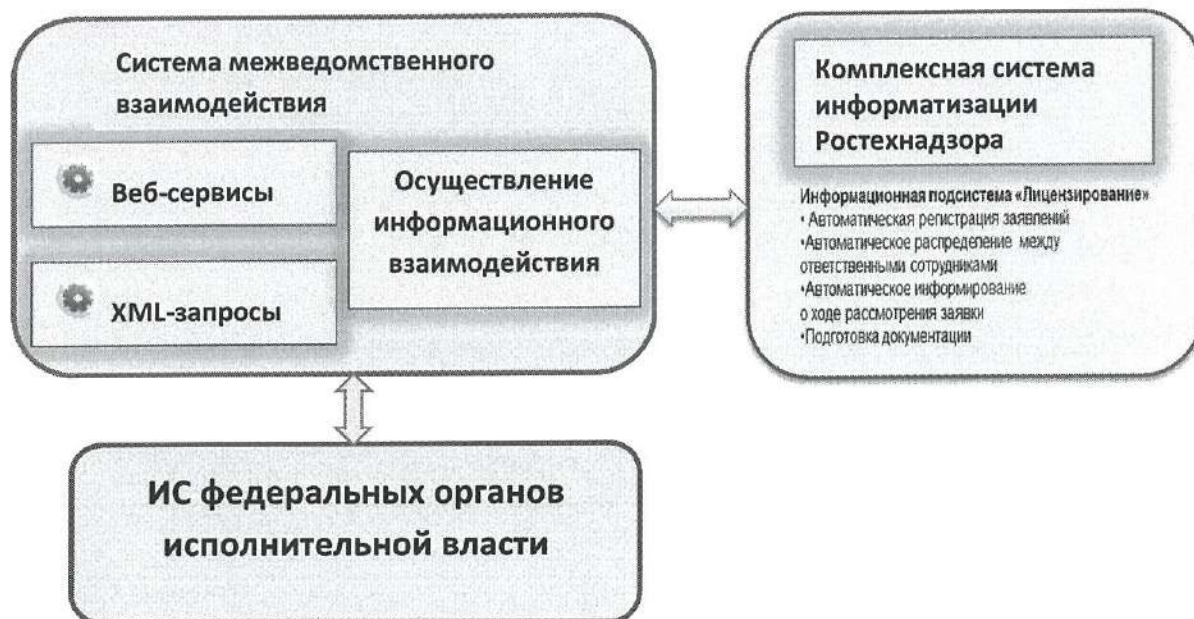 Система межведомственного
взаимодействия
Веб-сервисы
XML-запросы
Осуществление
информационного
взаимодействия
Комплексная система
информатизации
Ростехнадзора
Информационная подсистема «Лицензирование»
• Автоматическая регистрация заявлений
•Автоматическое распределение между
ответственными сотрудниками
•Автоматическое информирование
о ходе рассмотрения заявки
•Подготовка документации
ИС федеральных органов
исполнительной власти